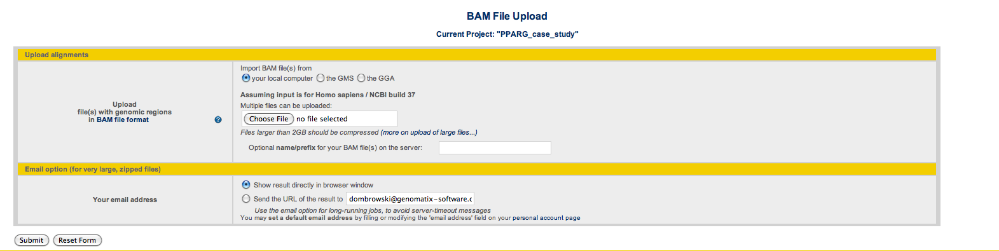 BAM File Upload
Current Project: "PPARG_case_study"
Upload alignments
Upload
file(s) with genomic regions
in BAM file format
?
Import BAM file(s) from
your local computer the GMS the GGA
Assuming input is for Homo sapiens / NCBI build 37
Multiple files can be uploaded:
Choose File no file selected
Files larger than 2GB should be compressed (more on upload of large files...)
Optional name/prefix for your BAM file(s) on the server:
Email option (for very large, zipped files)
Your email address
Show result directly in browser window
Send the URL of the result to dombrowski@genomatix-software.c
Use the email option for long-running jobs, to avoid server-timeout messages
You may set a default email address by filling or modifying the 'email address' field on your personal account page
Submit Reset Form